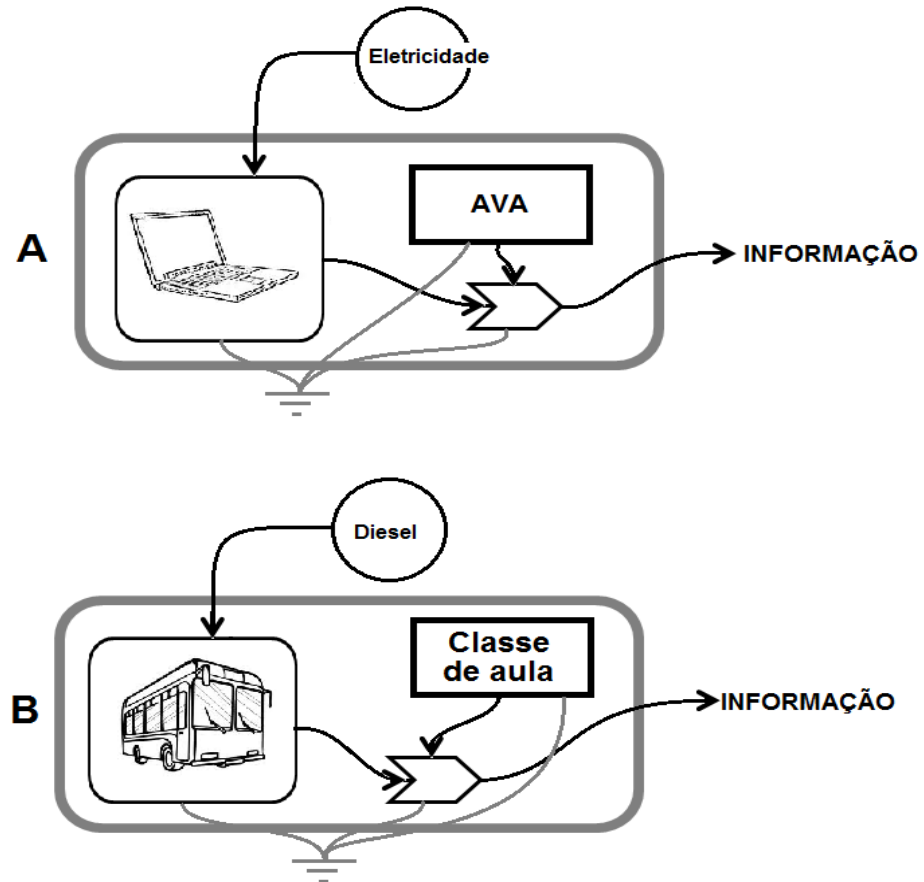 Eletricidade
A
AVA
INFORMAÇÃO
Diesel
B
Classe
de aula
INFORMAÇÃO